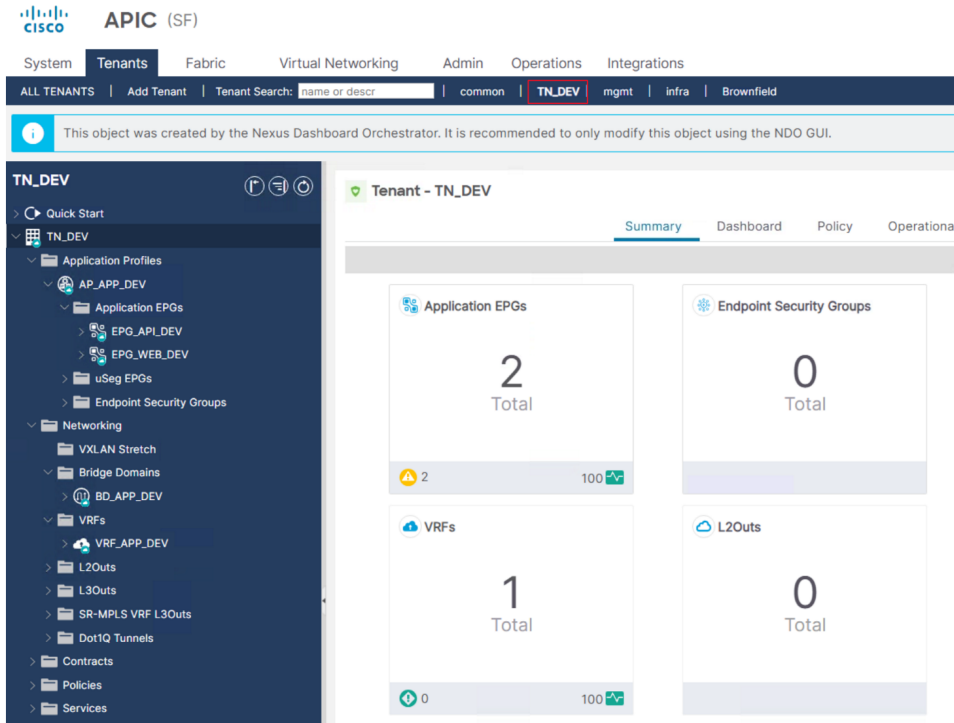 CISCO
APIC (SF)
System Tenants Fabric Virtual Networking Admin Operations Integrations
ALL TENANTS | Add Tenant | Tenant Search: name or descr | common | TN_DEV | mgmt | infra | Brownfield
i This object was created by the Nexus Dashboard Orchestrator. It is recommended to only modify this object using the NDO GUI.
TN_DEV
Quick Start
TN_DEV
Application Profiles
AP_APP_DEV
Application EPGs
EPG_API_DEV
EPG_WEB_DEV
uSeg EPGs
Endpoint Security Groups
Networking
VXLAN Stretch
Bridge Domains
BD_APP_DEV
VRFs
VRF_APP_DEV
L2Outs
L3Outs
SR-MPLS VRF L3Outs
Dot1Q Tunnels
Contracts
Policies
Services
Tenant - TN_DEV
Summary Dashboard Policy Operationa
Application EPGs
2
Total
2 100
Endpoint Security Groups
0
Total
VRFs
1
Total
0 100
L2Outs
0
Total